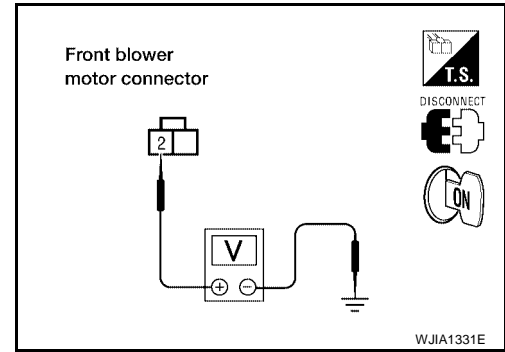 Front blower
motor connector
T.S.
DISCONNECT
2
ON
V
+ −
WJIA1331E